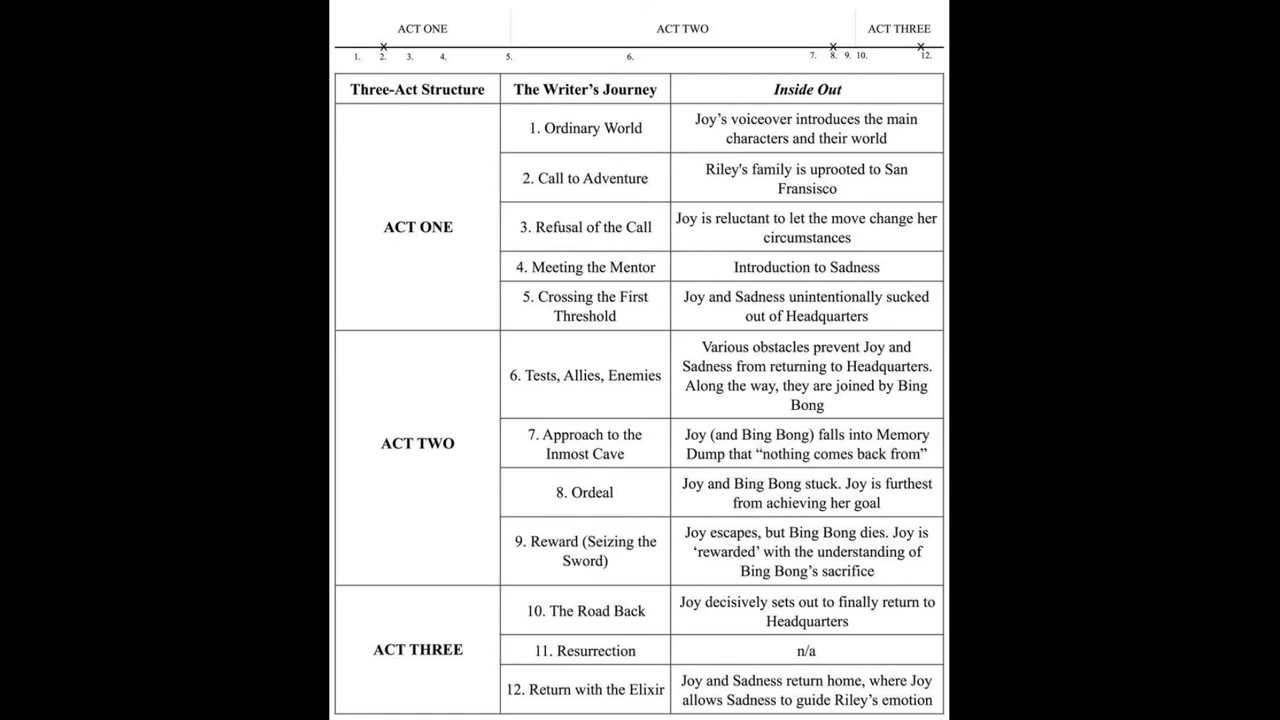 ACT ONE ACT TWO ACT THREE
1. 2. 3. 4. 5. 6. 7. 8. 9. 10. 12.
Three-Act Structure The Writer’s Journey Inside Out
ACT ONE
1. Ordinary World
Joy’s voiceover introduces the main
characters and their world
2. Call to Adventure
Riley's family is uprooted to San
Fransisco
3. Refusal of the Call
Joy is reluctant to let the move change her
circumstances
4. Meeting the Mentor
Introduction to Sadness
5. Crossing the First
Threshold
Joy and Sadness unintentionally sucked
out of Headquarters
ACT TWO
6. Tests, Allies, Enemies
Various obstacles prevent Joy and
Sadness from returning to Headquarters.
Along the way, they are joined by Bing
Bong
7. Approach to the
Inmost Cave
Joy (and Bing Bong) falls into Memory
Dump that “nothing comes back from”
8. Ordeal
Joy and Bing Bong stuck. Joy is furthest
from achieving her goal
9. Reward (Seizing the
Sword)
Joy escapes, but Bing Bong dies. Joy is
‘rewarded’ with the understanding of
Bing Bong’s sacrifice
ACT THREE
10. The Road Back
Joy decisively sets out to finally return to
Headquarters
11. Resurrection
n/a
12. Return with the Elixir
Joy and Sadness return home, where Joy
allows Sadness to guide Riley’s emotion